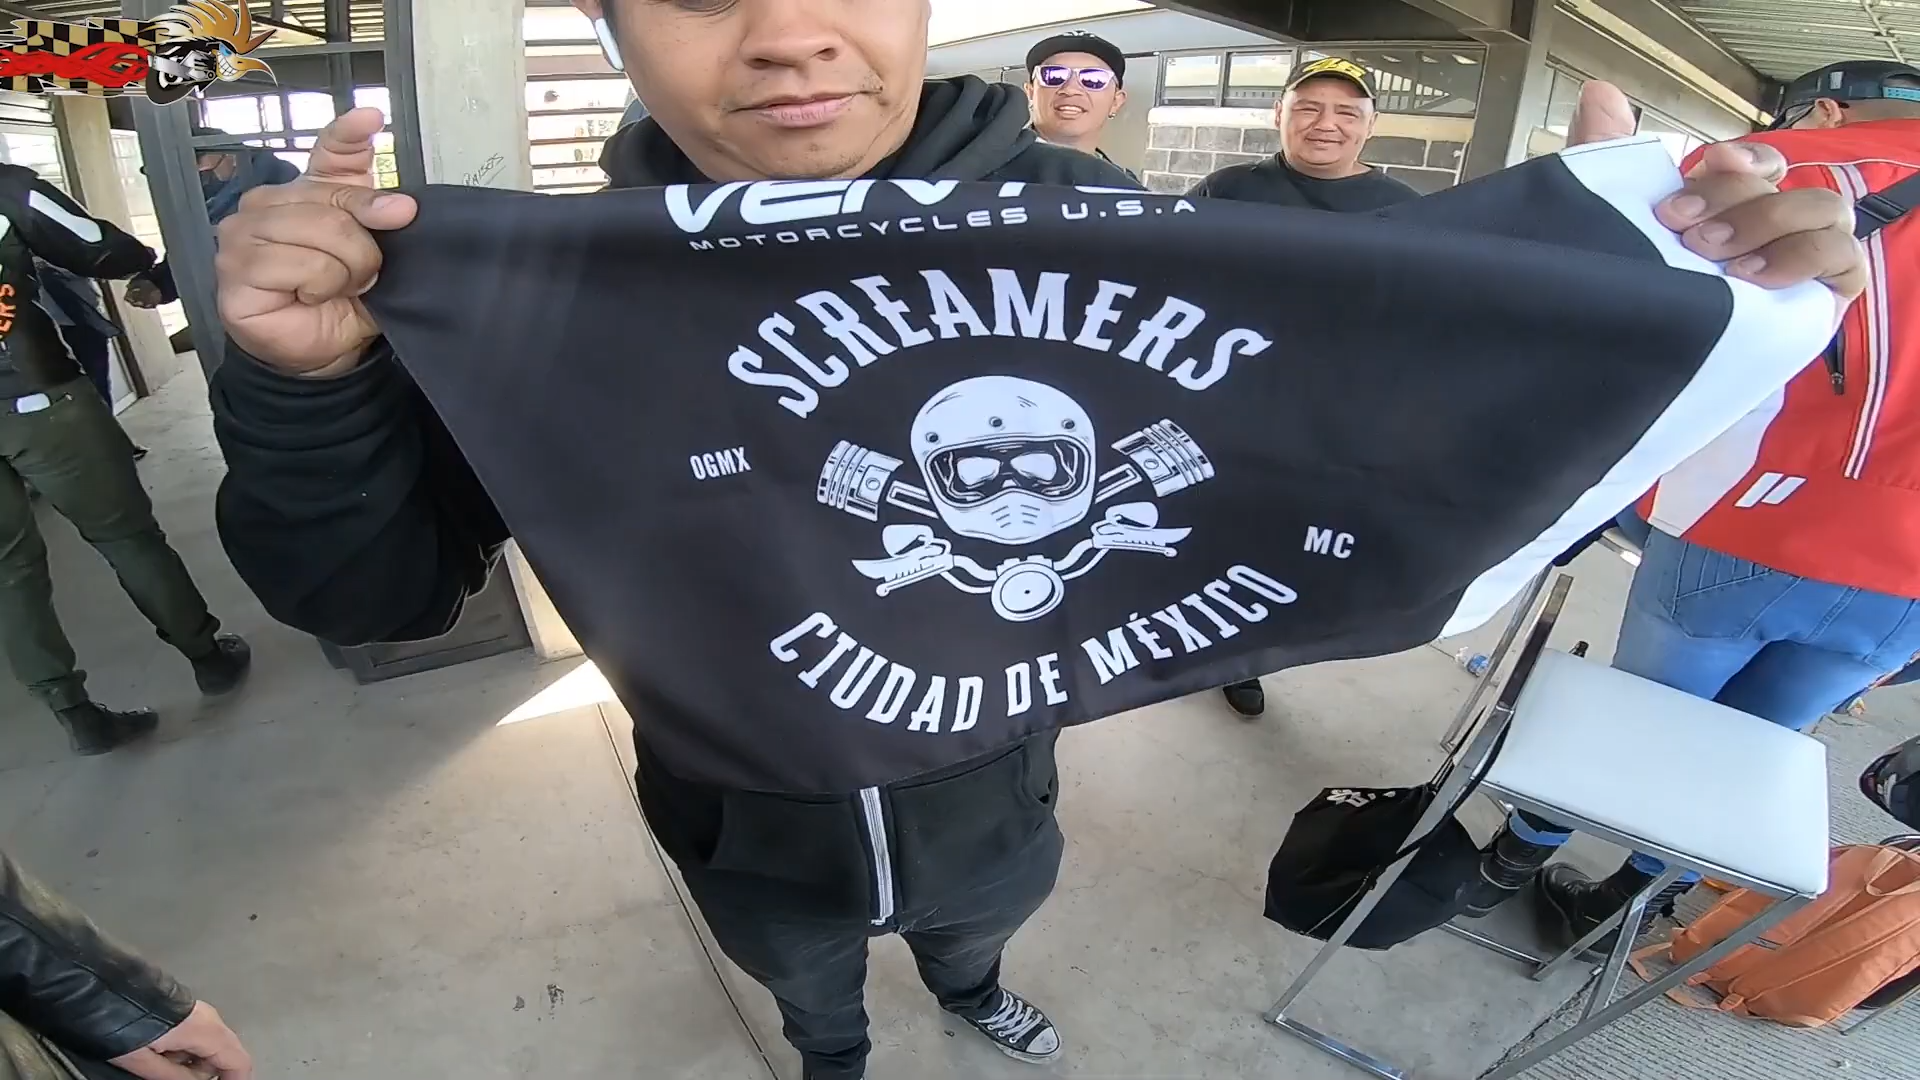 MOTORCYCLES U.S.A
SCREAMERS
OGMX
MC
CIUDAD DE MÉXICO